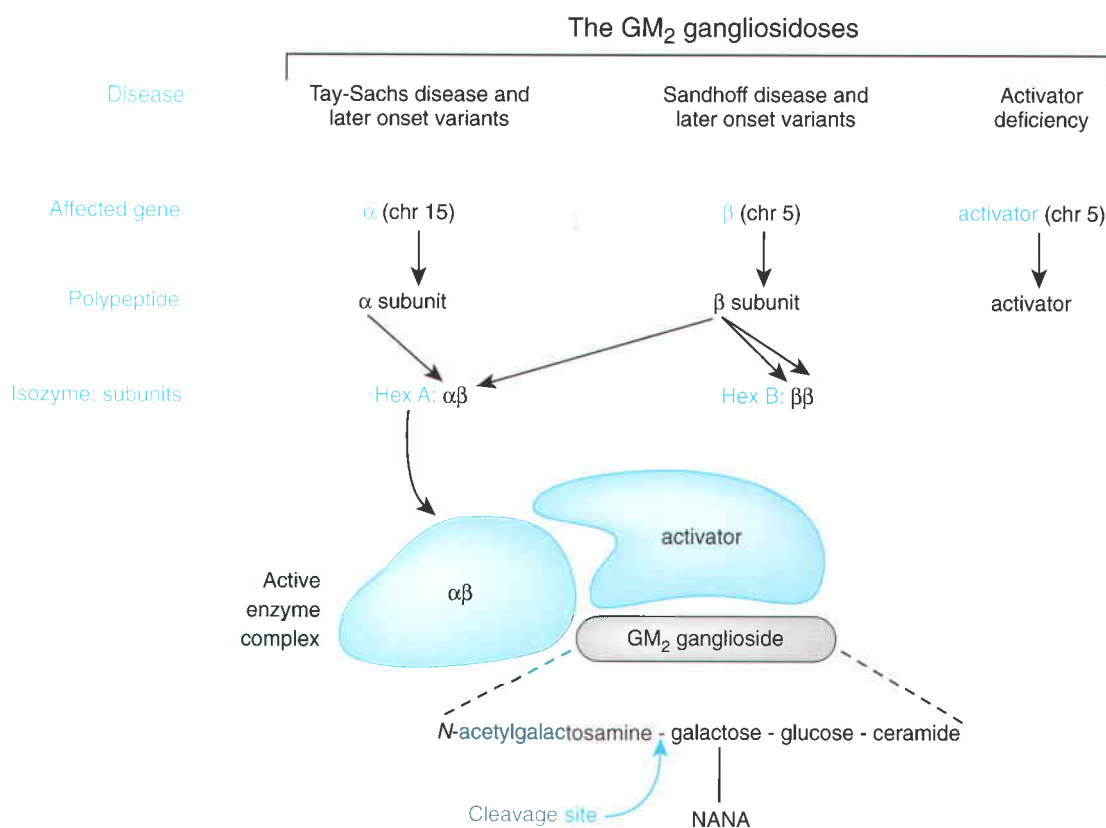 The GM₂ gangliosidoses
Disease
Tay-Sachs disease and
later onset variants
Sandhoff disease and
later onset variants
Activator
deficiency
Affected gene
α (chr 15)
β (chr 5)
activator (chr 5)
Polypeptide
α subunit
β subunit
activator
Isozyme: subunits
Hex A: αβ
Hex B: ββ
Active
enzyme
complex
αβ
activator
GM₂ ganglioside
N-acetylgalactosamine - galactose - glucose - ceramide
Cleavage site
NANA